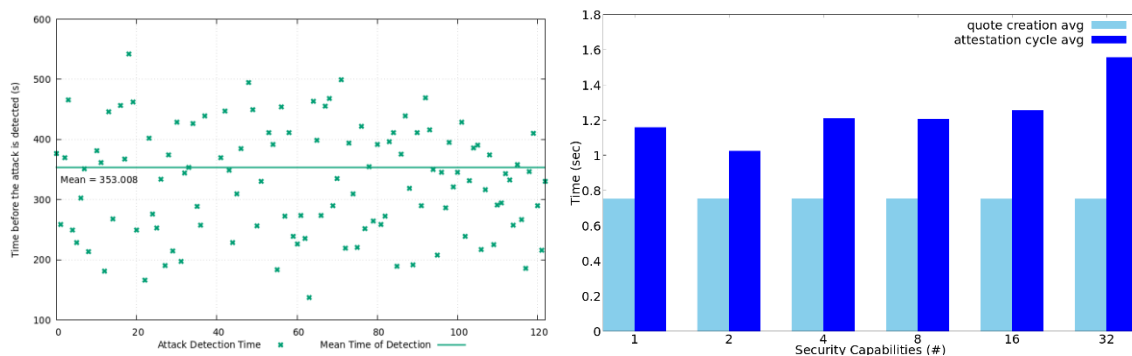 600
500
400
300
200
100
Time before the attack is detected (s)
Mean = 353.008
0 20 40 60 80 100 120
Attack Detection Time Mean Time of Detection
1.8
1.6
1.4
1.2
1
0.8
0.6
0.4
0.2
0
Time (sec)
quote creation avg
attestation cycle avg
1 2 4 8 16 32
Security Capabilities (#)